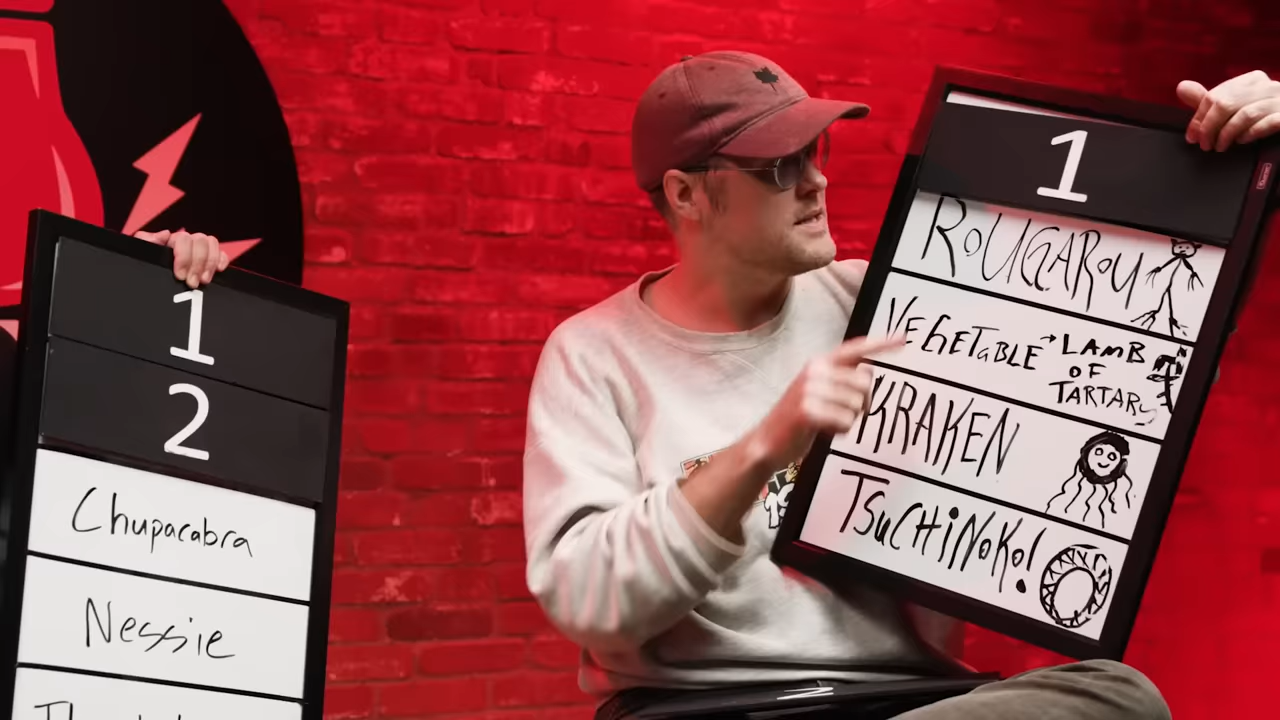 1
2
Chupacabra
Nessie
1
ROUGAROU
VEGETABLE LAMB
OF
TARTARY
KRAKEN
TSUCHINOKO!